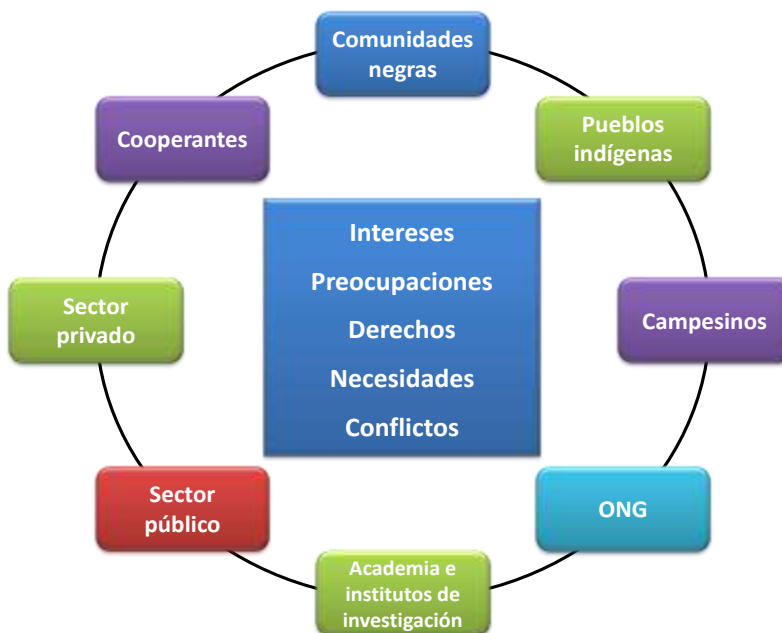 Comunidades
negras
Pueblos
indígenas
Campesinos
ONG
Academia e
institutos de
investigación
Sector
público
Sector
privado
Cooperantes
Intereses
Preocupaciones
Derechos
Necesidades
Conflictos